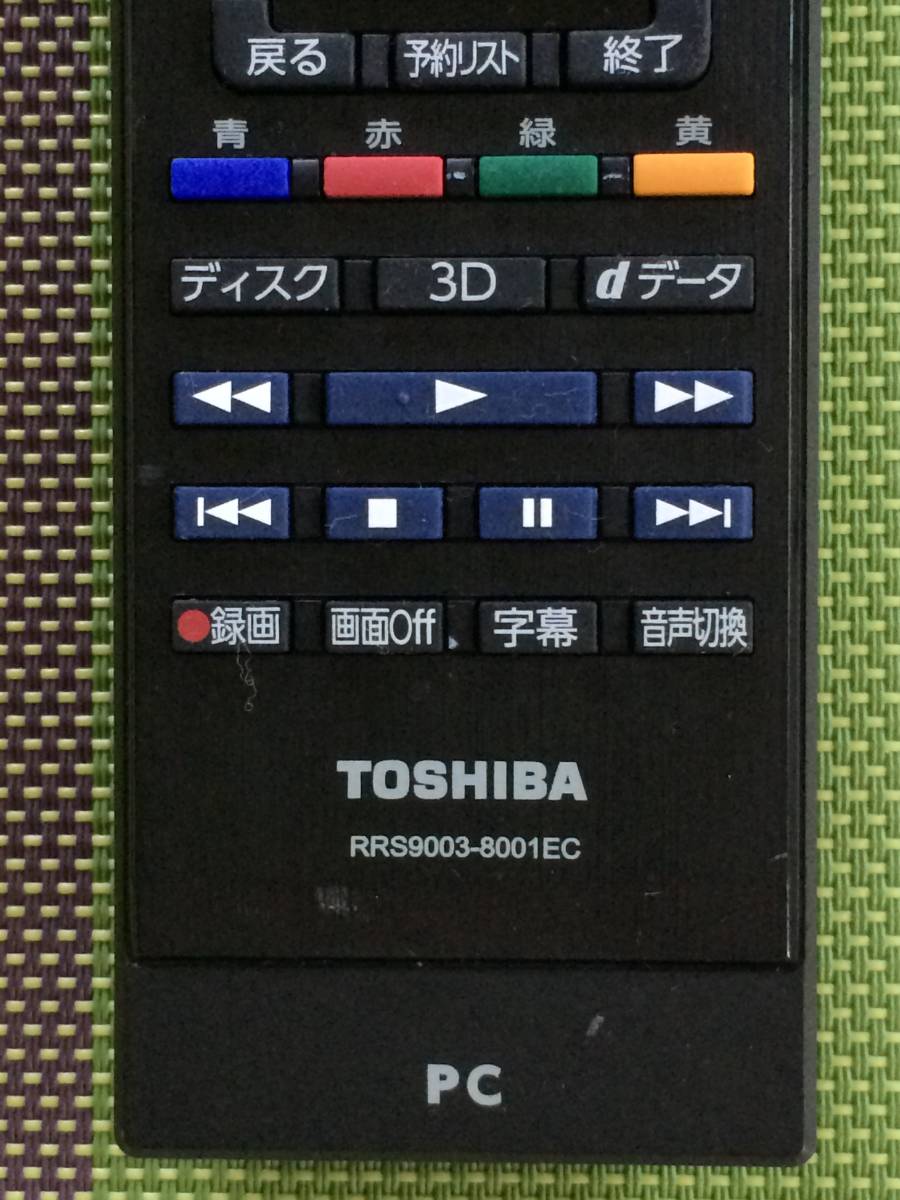 戻る 予約リスト 終了
青 赤 緑 黄
ディスク 3D dデータ
録画 画面Off 字幕 音声切換
TOSHIBA
RRS9003-8001EC
PC